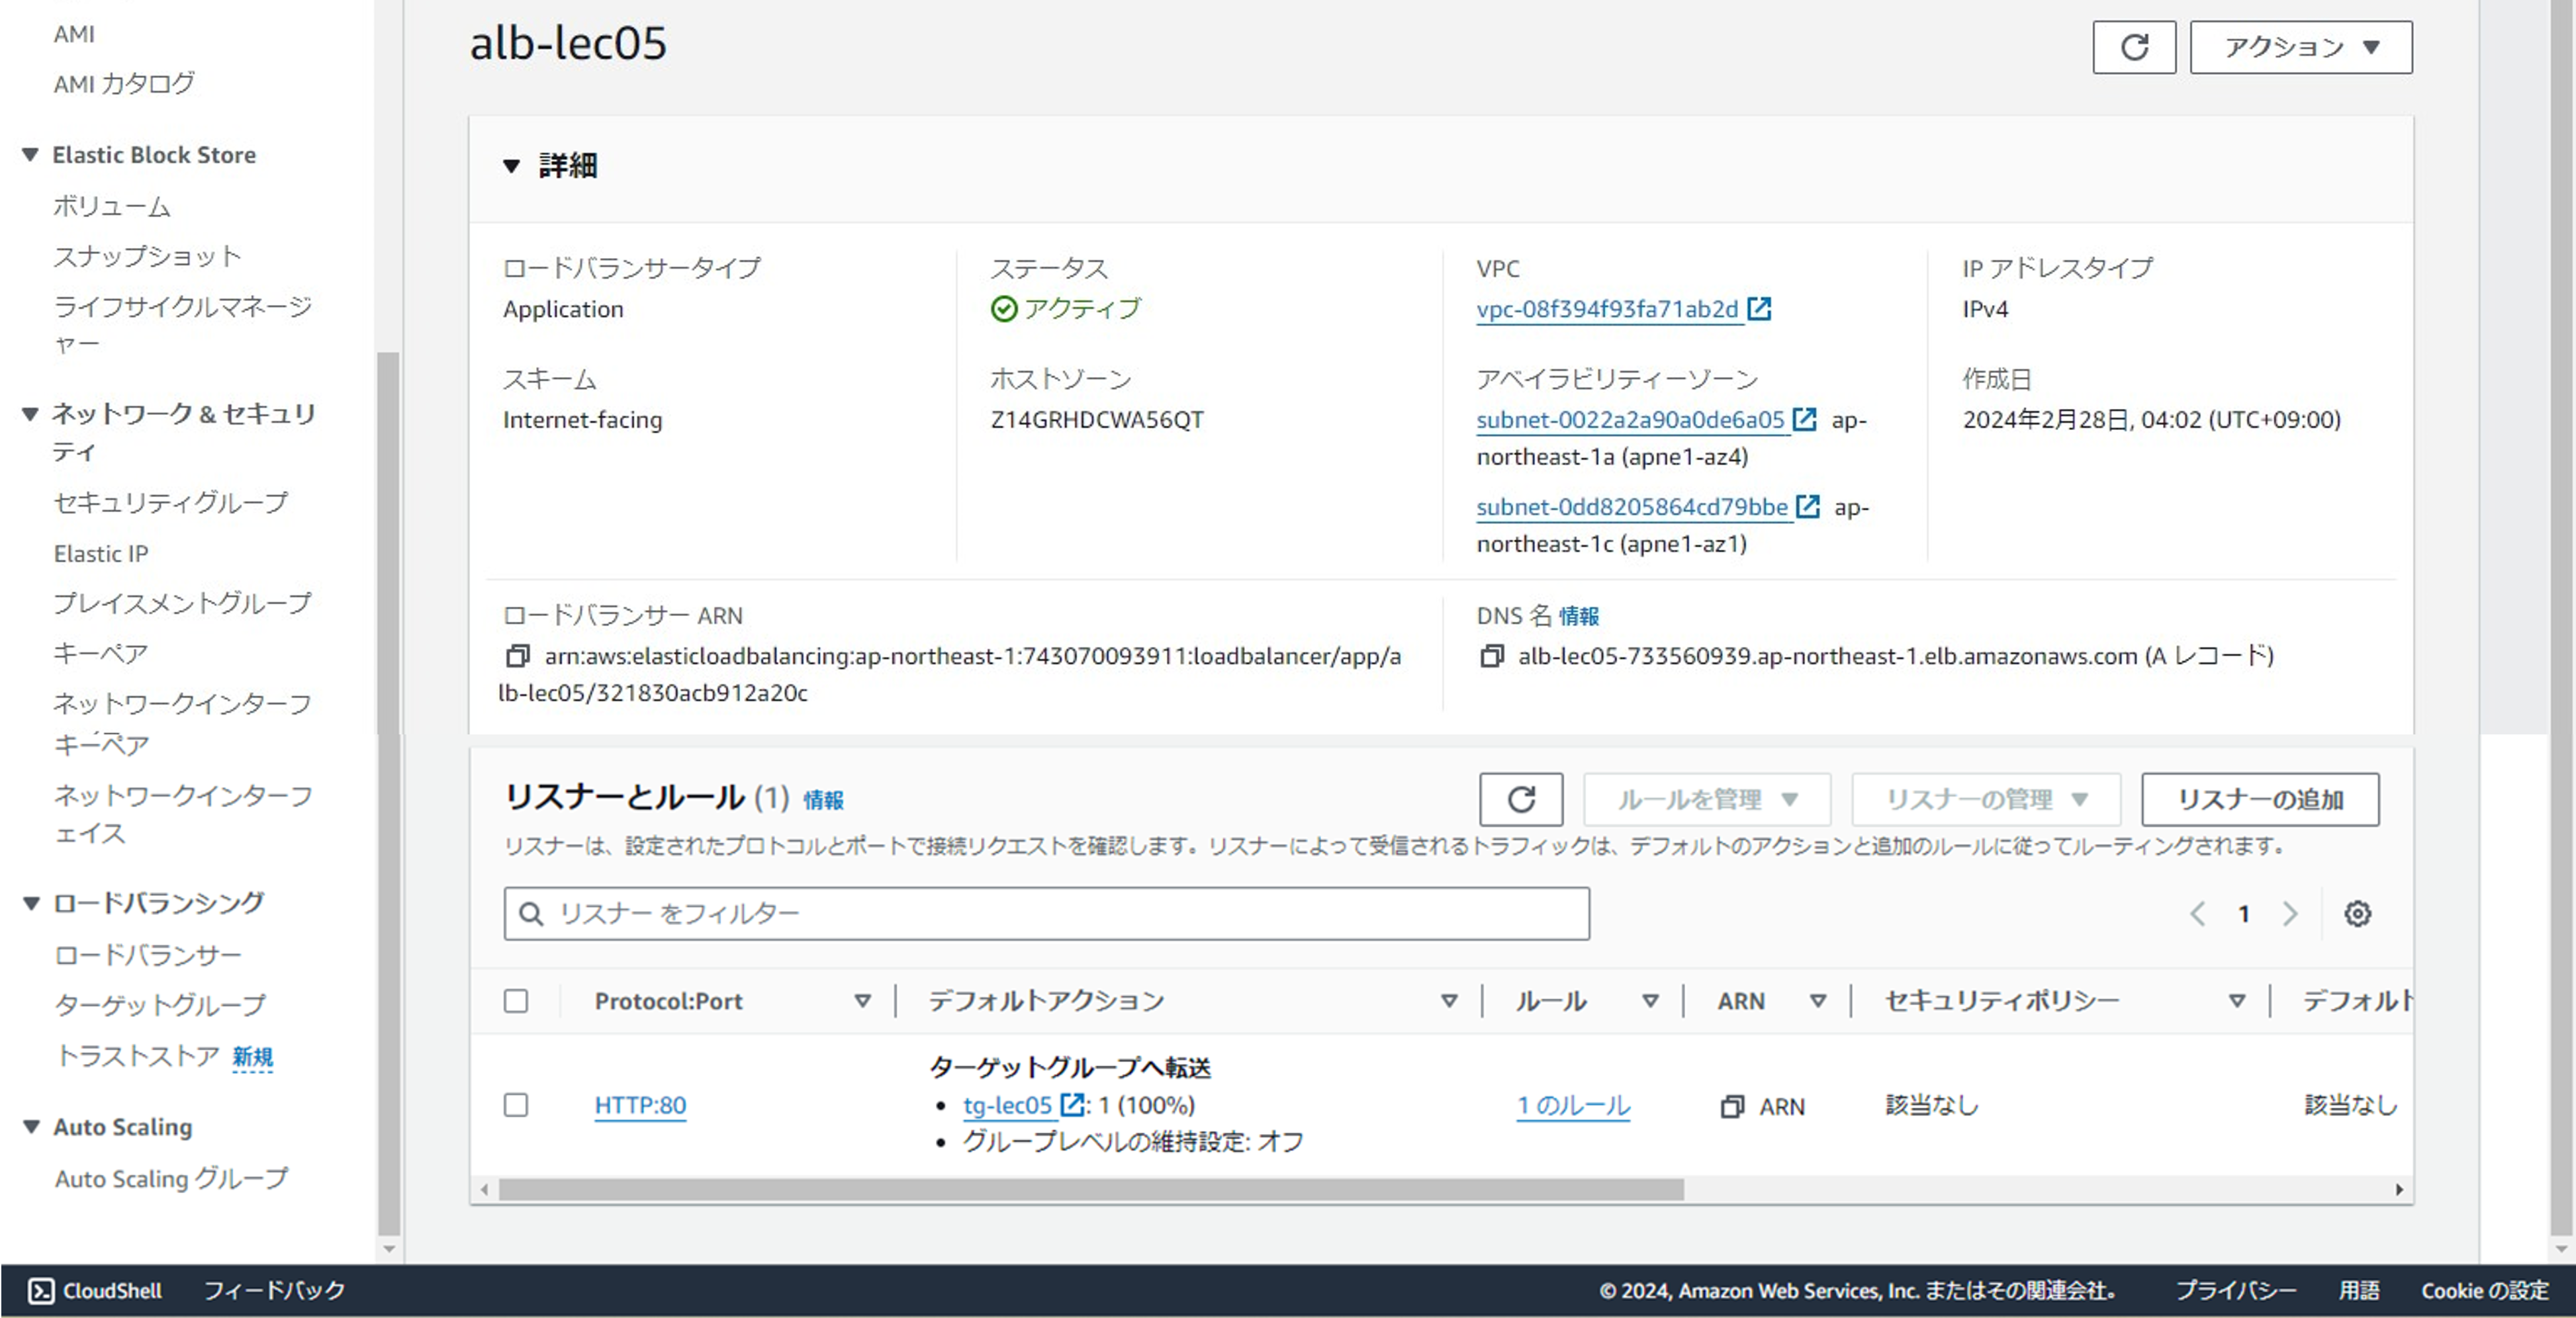 AMI
AMI カタログ
Elastic Block Store
ボリューム
スナップショット
ライフサイクルマネージ
ャー
ネットワーク & セキュリ
ティ
セキュリティグループ
Elastic IP
プレイスメントグループ
キーペア
ネットワークインターフ
キーペア
ネットワークインターフ
ェイス
ロードバランシング
ロードバランサー
ターゲットグループ
トラストストア 新規
Auto Scaling
Auto Scaling グループ
alb-lec05
アクション
詳細
ロードバランサータイプ
Application
ステータス
アクティブ
VPC
vpc-08f394f93fa71ab2d
IP アドレスタイプ
IPv4
スキーム
Internet-facing
ホストゾーン
Z14GRHDCWA56QT
アベイラビリティーゾーン
subnet-0022a2a90a0de6a05 ap-
northeast-1a (apne1-az4)
subnet-0dd8205864cd79bbe ap-
northeast-1c (apne1-az1)
作成日
2024年2月28日, 04:02 (UTC+09:00)
ロードバランサー ARN
arn:aws:elasticloadbalancing:ap-northeast-1:743070093911:loadbalancer/app/a
lb-lec05/321830acb912a20c
DNS 名 情報
alb-lec05-733560939.ap-northeast-1.elb.amazonaws.com (A レコード)
リスナーとルール (1) 情報
ルールを管理
リスナーの管理
リスナーの追加
リスナーは、設定されたプロトコルとポートで接続リクエストを確認します。リスナーによって受信されるトラフィックは、デフォルトのアクションと追加のルールに従ってルーティングされます。
リスナー をフィルター
1
Protocol:Port デフォルトアクション ルール ARN セキュリティポリシー デフォルト
HTTP:80
ターゲットグループへ転送
• tg-lec05 : 1 (100%)
• グループレベルの維持設定: オフ
1 のルール
ARN
該当なし
該当なし
CloudShell フィードバック © 2024, Amazon Web Services, Inc. またはその関連会社。 プライバシー 用語 Cookie の設定